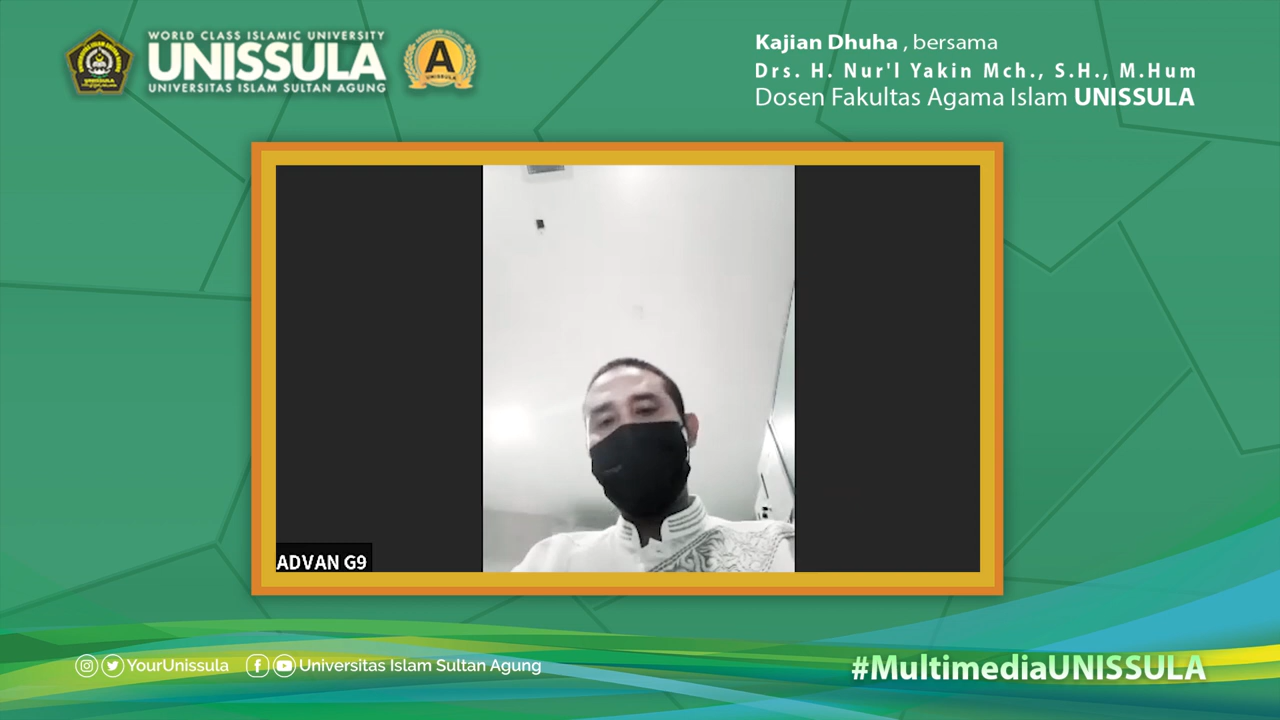 WORLD CLASS ISLAMIC UNIVERSITY
UNISSULA
UNIVERSITAS ISLAM SULTAN AGUNG
A
UNISSULA
Kajian Dhuha , bersama
Drs. H. Nur'l Yakin Mch., S.H., M.Hum
Dosen Fakultas Agama Islam UNISSULA
ADVAN G9
YourUnissula
Universitas Islam Sultan Agung
#MultimediaUNISSULA